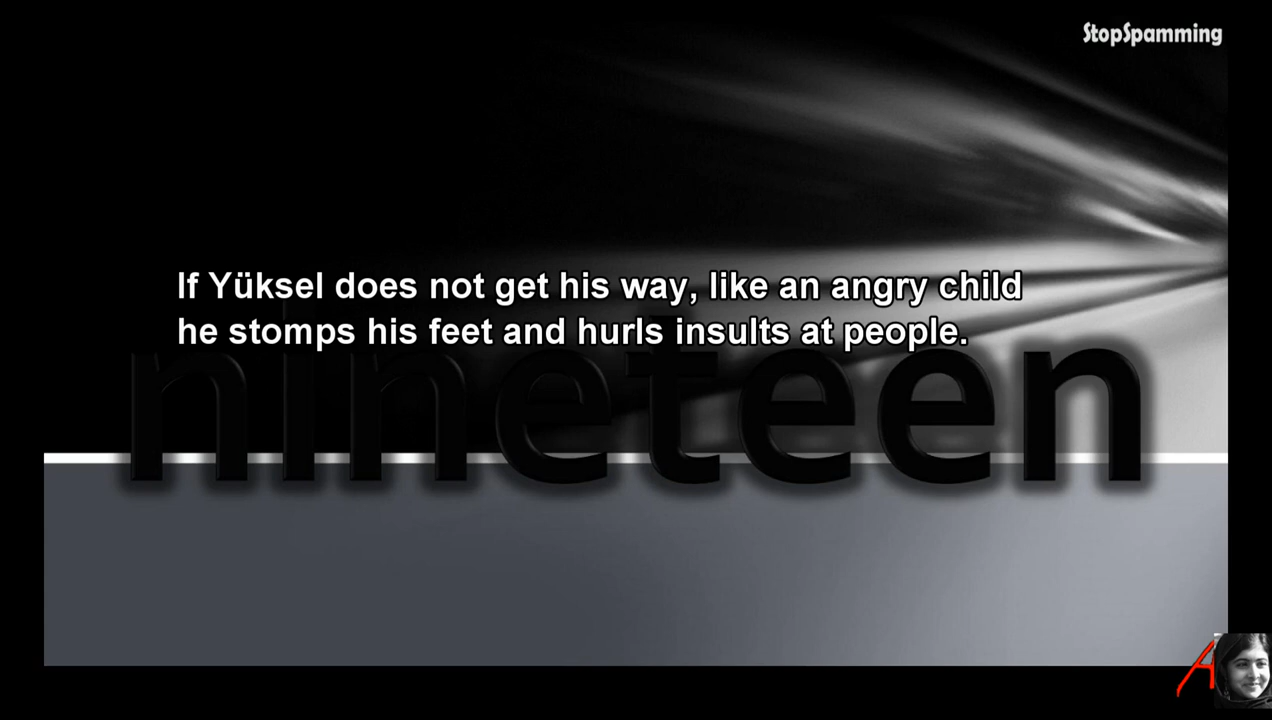 StopSpamming
If Yüksel does not get his way, like an angry child
he stomps his feet and hurls insults at people.
nineteen
A